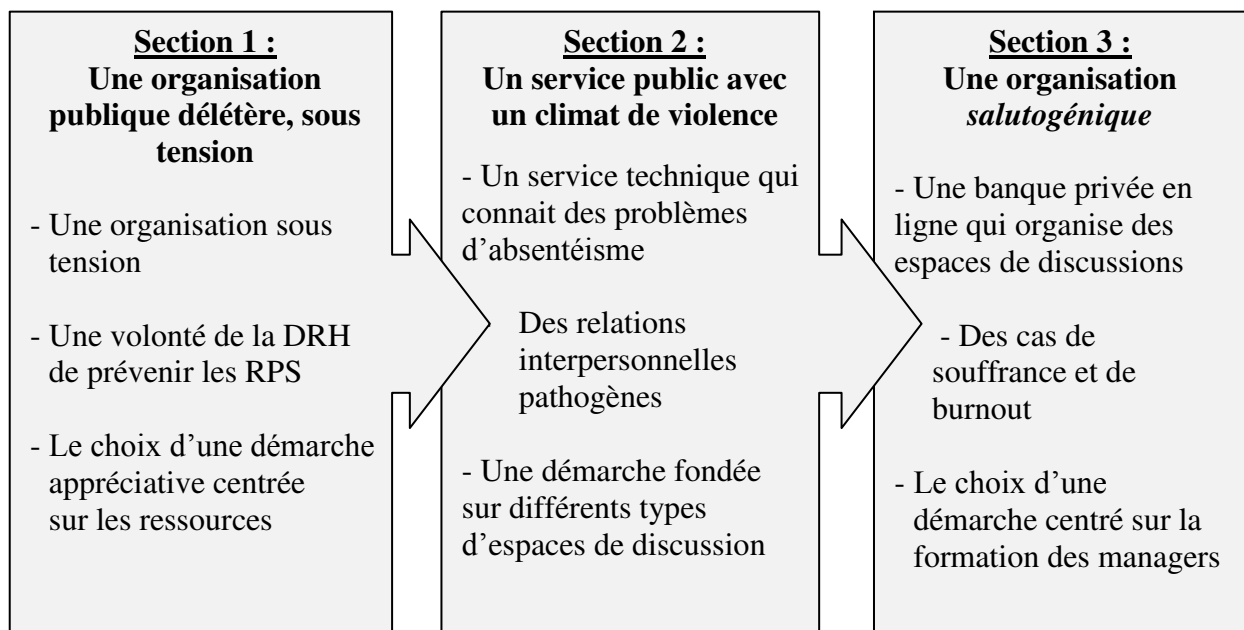 Section 1 :
Une organisation
publique délétère, sous
tension
- Une organisation sous
tension
- Une volonté de la DRH
de prévenir les RPS
- Le choix d’une démarche
appréciative centrée
sur les ressources
Section 2 :
Un service public avec
un climat de violence
- Un service technique qui
connait des problèmes
d’absentéisme
Des relations
interpersonnelles
pathogènes
- Une démarche fondée
sur différents types
d’espaces de discussion
Section 3 :
Une organisation
salutogénique
- Une banque privée en
ligne qui organise des
espaces de discussions
- Des cas de
souffrance et de
burnout
- Le choix d’une
démarche centré sur la
formation des managers